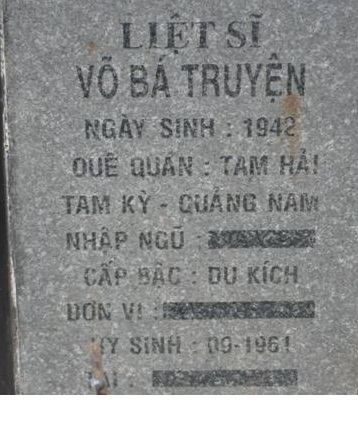 LIỆT SĨ
VÕ BÁ TRUYỆN
NGÀY SINH : 1942
QUÊ QUÁN : TAM HẢI
TAM KỲ - QUẢNG NAM
NHẬP NGŨ :
CẤP BẬC : DU KÍCH
ĐƠN VỊ :
HY SINH : 09-1961
TẠI :